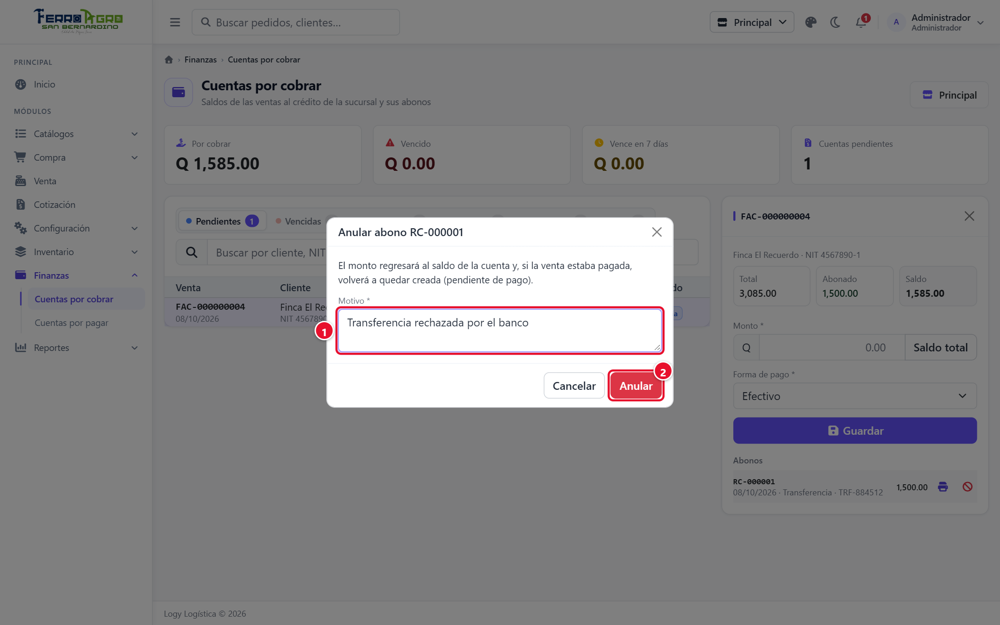 FERRO AGRO
SAN BERNARDINO
Buscar pedidos, clientes...
Principal
1
A
Administrador
Administrador
PRINCIPAL
Inicio
MÓDULOS
Catálogos
Compra
Venta
Cotización
Configuración
Inventario
Finanzas
Cuentas por cobrar
Cuentas por pagar
Reportes
Finanzas › Cuentas por cobrar
Cuentas por cobrar
Saldos de las ventas al crédito de la sucursal y sus abonos
Principal
Por cobrar
Q 1,585.00
Vencido
Q 0.00
Vence en 7 días
Q 0.00
Cuentas pendientes
1
Pendientes 1
Vencidas
Buscar por cliente, NIT
Venta
Cliente
FAC-000000004
08/10/2026
Finca El Re
NIT 4567890
Anular abono RC-000001
El monto regresará al saldo de la cuenta y, si la venta estaba pagada,
volverá a quedar creada (pendiente de pago).
Motivo *
1
Transferencia rechazada por el banco
Cancelar
Anular
2
FAC-000000004
Finca El Recuerdo · NIT 4567890-1
Total
3,085.00
Abonado
1,500.00
Saldo
1,585.00
Monto *
Q
0.00
Saldo total
Forma de pago *
Efectivo
Guardar
Abonos
RC-000001
08/10/2026 · Transferencia · TRF-884512
1,500.00
Logy Logística © 2026